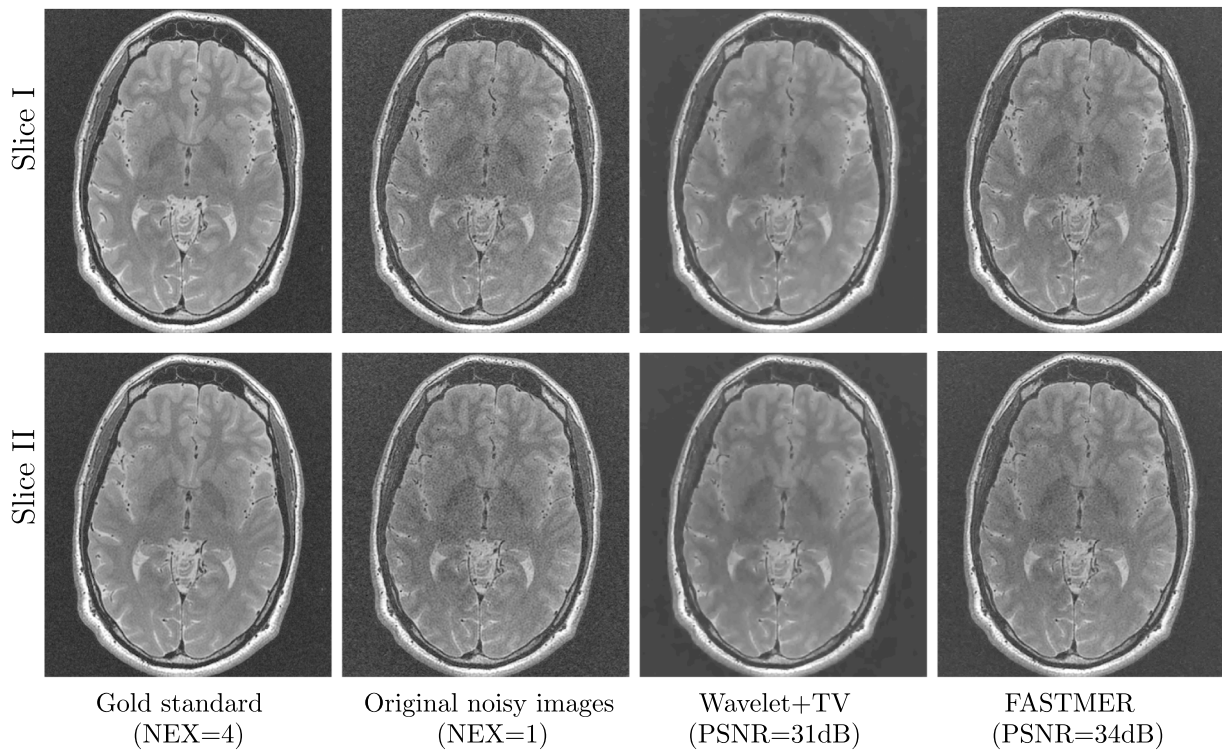 Slice I
Slice II
Gold standard
(NEX=4)
Original noisy images
(NEX=1)
Wavelet+TV
(PSNR=31dB)
FASTMER
(PSNR=34dB)